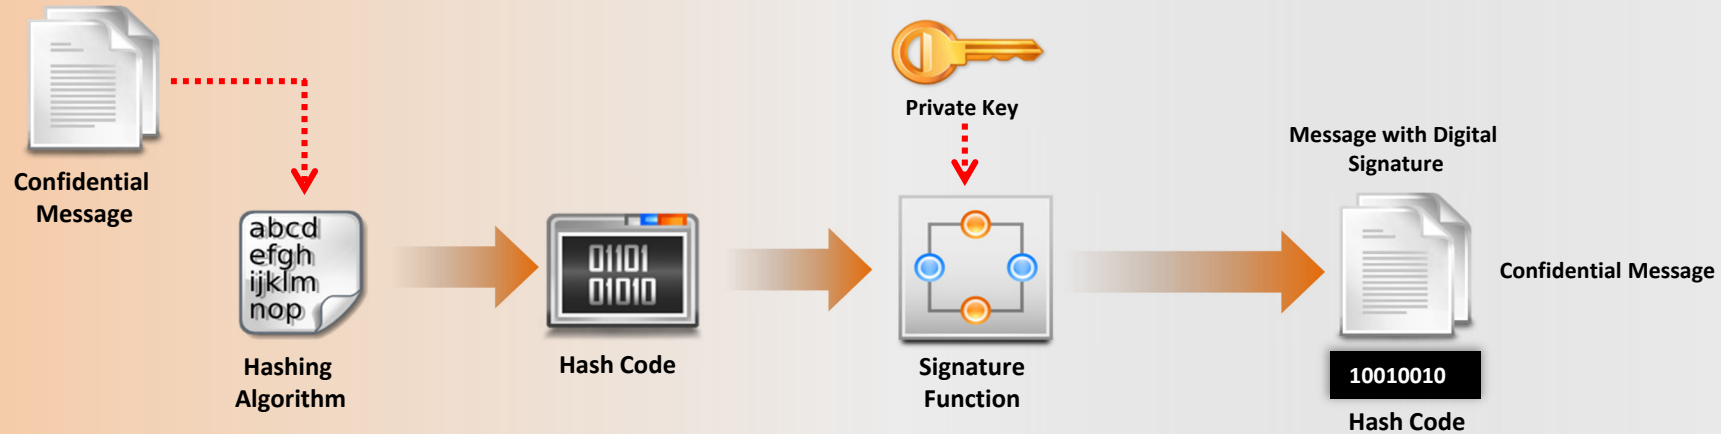 Confidential
Message
abcd
efgh
ijklm
nop
Hashing
Algorithm
01101
01010
Hash Code
Private Key
Signature
Function
Message with Digital
Signature
Confidential Message
10010010
Hash Code